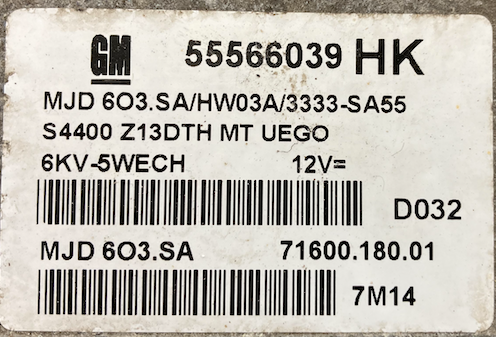 GM 55566039 HK
MJD 6O3.SA/HW03A/3333-SA55
S4400 Z13DTH MT UEGO
6KV-5WECH 12V=
D032
MJD 6O3.SA 71600.180.01
7M14